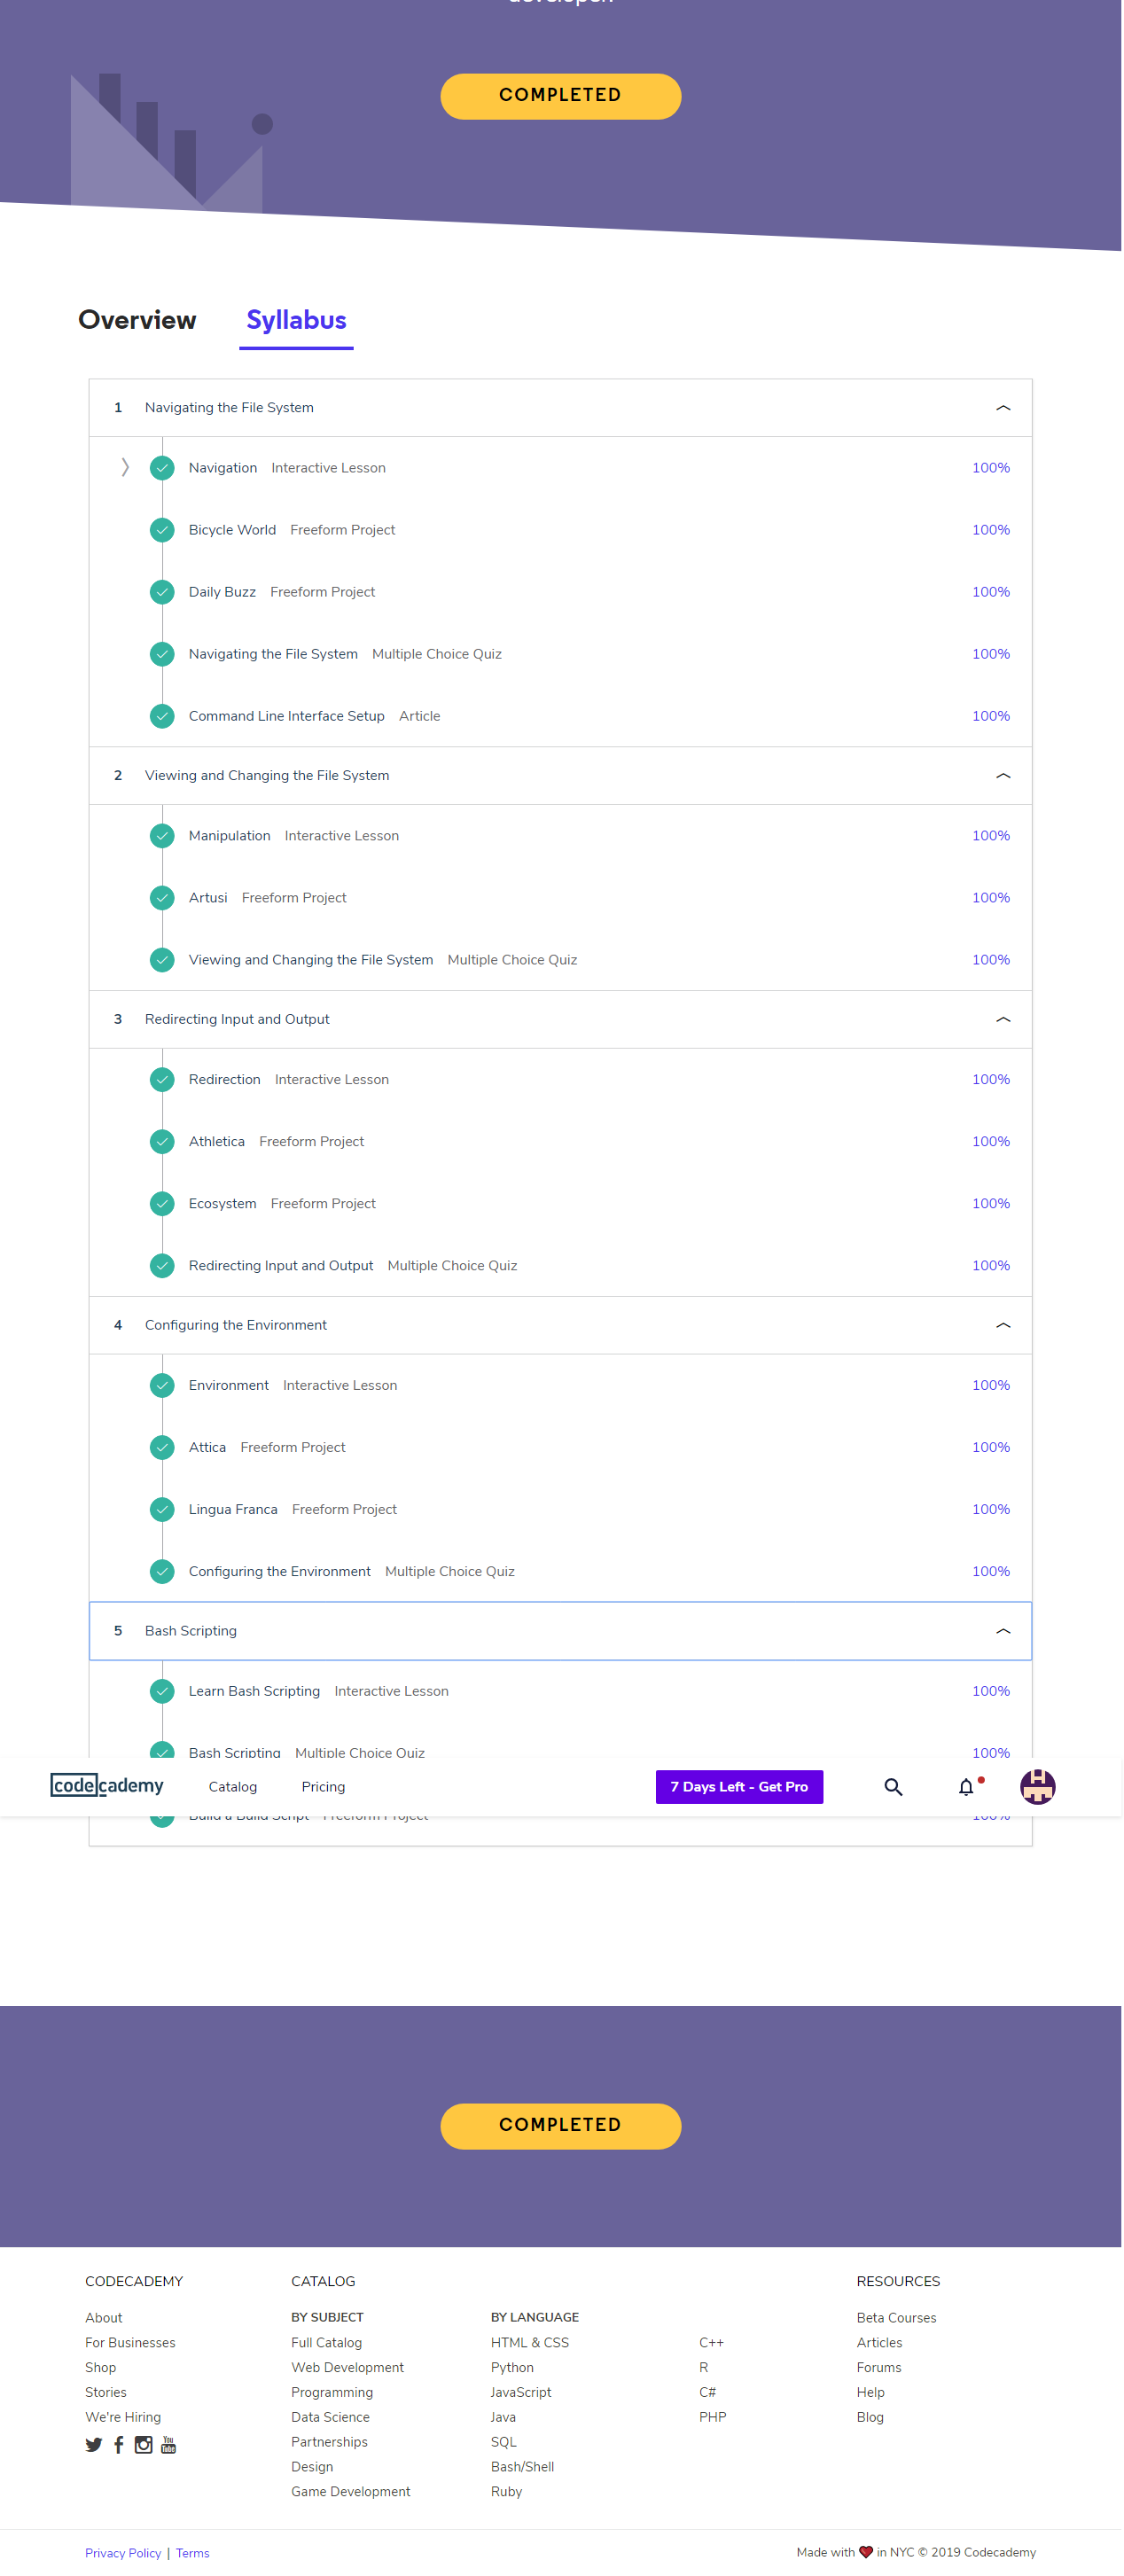 COMPLETED
Overview Syllabus
1 Navigating the File System
Navigation Interactive Lesson 100%
Bicycle World Freeform Project 100%
Daily Buzz Freeform Project 100%
Navigating the File System Multiple Choice Quiz 100%
Command Line Interface Setup Article 100%
2 Viewing and Changing the File System
Manipulation Interactive Lesson 100%
Artusi Freeform Project 100%
Viewing and Changing the File System Multiple Choice Quiz 100%
3 Redirecting Input and Output
Redirection Interactive Lesson 100%
Athletica Freeform Project 100%
Ecosystem Freeform Project 100%
Redirecting Input and Output Multiple Choice Quiz 100%
4 Configuring the Environment
Environment Interactive Lesson 100%
Attica Freeform Project 100%
Lingua Franca Freeform Project 100%
Configuring the Environment Multiple Choice Quiz 100%
5 Bash Scripting
Learn Bash Scripting Interactive Lesson 100%
Bash Scripting Multiple Choice Quiz 100%
codecademy Catalog Pricing 7 Days Left - Get Pro
Build a Build Script Freeform Project 100%
COMPLETED
CODECADEMY CATALOG RESOURCES
About BY SUBJECT BY LANGUAGE Beta Courses
For Businesses Full Catalog HTML & CSS C++ Articles
Shop Web Development Python R Forums
Stories Programming JavaScript C# Help
We're Hiring Data Science Java PHP Blog
You Tube Partnerships SQL
Design Bash/Shell
Game Development Ruby
Privacy Policy | Terms Made with ❤ in NYC © 2019 Codecademy